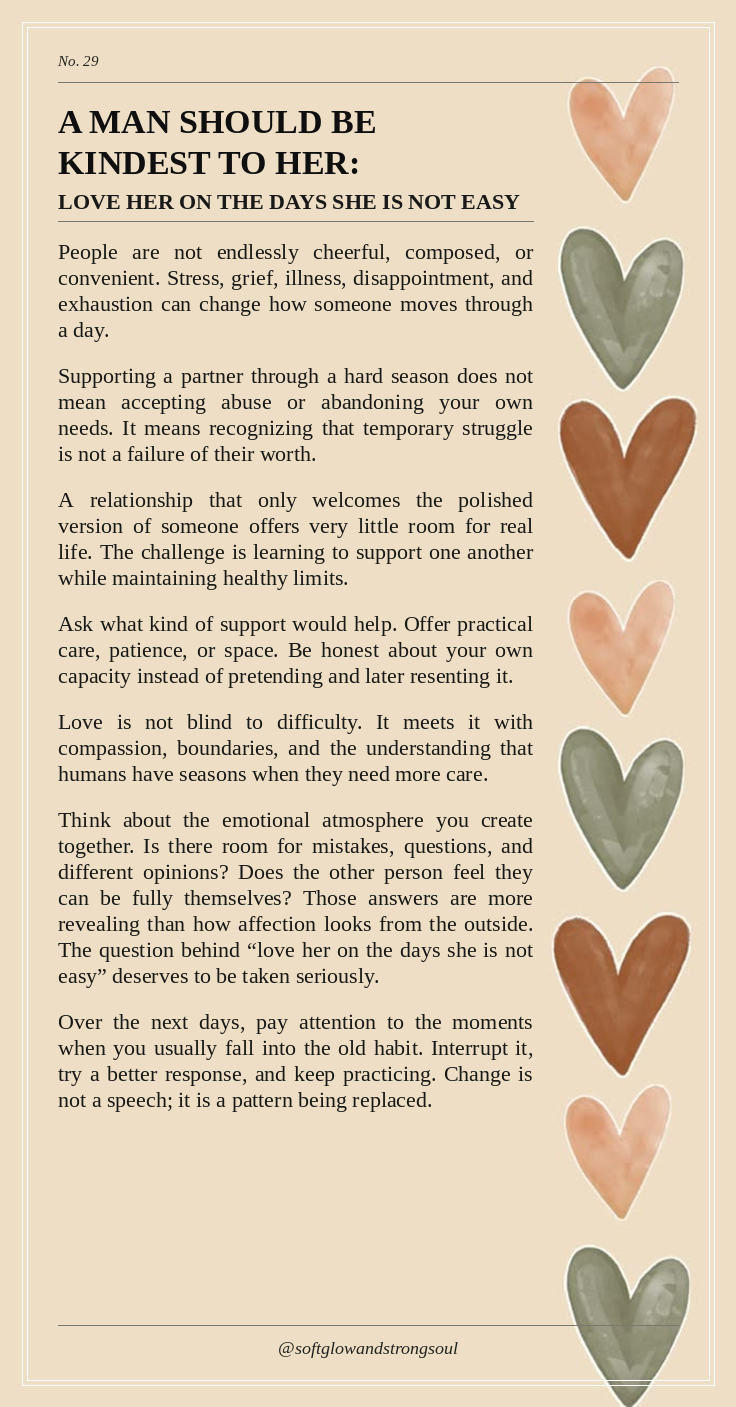 No. 29
A MAN SHOULD BE
KINDEST TO HER:
LOVE HER ON THE DAYS SHE IS NOT EASY
People are not endlessly cheerful, composed, or
convenient. Stress, grief, illness, disappointment, and
exhaustion can change how someone moves through
a day.
Supporting a partner through a hard season does not
mean accepting abuse or abandoning your own
needs. It means recognizing that temporary struggle
is not a failure of their worth.
A relationship that only welcomes the polished
version of someone offers very little room for real
life. The challenge is learning to support one another
while maintaining healthy limits.
Ask what kind of support would help. Offer practical
care, patience, or space. Be honest about your own
capacity instead of pretending and later resenting it.
Love is not blind to difficulty. It meets it with
compassion, boundaries, and the understanding that
humans have seasons when they need more care.
Think about the emotional atmosphere you create
together. Is there room for mistakes, questions, and
different opinions? Does the other person feel they
can be fully themselves? Those answers are more
revealing than how affection looks from the outside.
The question behind “love her on the days she is not
easy” deserves to be taken seriously.
Over the next days, pay attention to the moments
when you usually fall into the old habit. Interrupt it,
try a better response, and keep practicing. Change is
not a speech; it is a pattern being replaced.
@softglowandstrongsoul